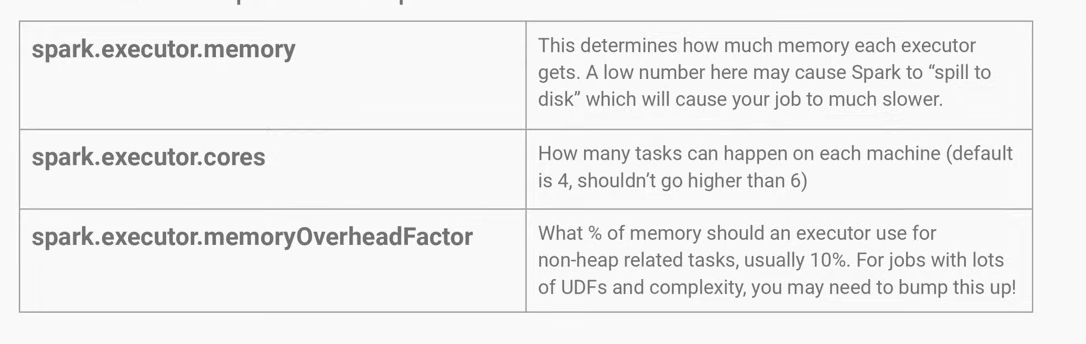 spark.executor.memory
This determines how much memory each executor
gets. A low number here may cause Spark to “spill to
disk” which will cause your job to much slower.
spark.executor.cores
How many tasks can happen on each machine (default
is 4, shouldn’t go higher than 6)
spark.executor.memoryOverheadFactor
What % of memory should an executor use for
non-heap related tasks, usually 10%. For jobs with lots
of UDFs and complexity, you may need to bump this up!